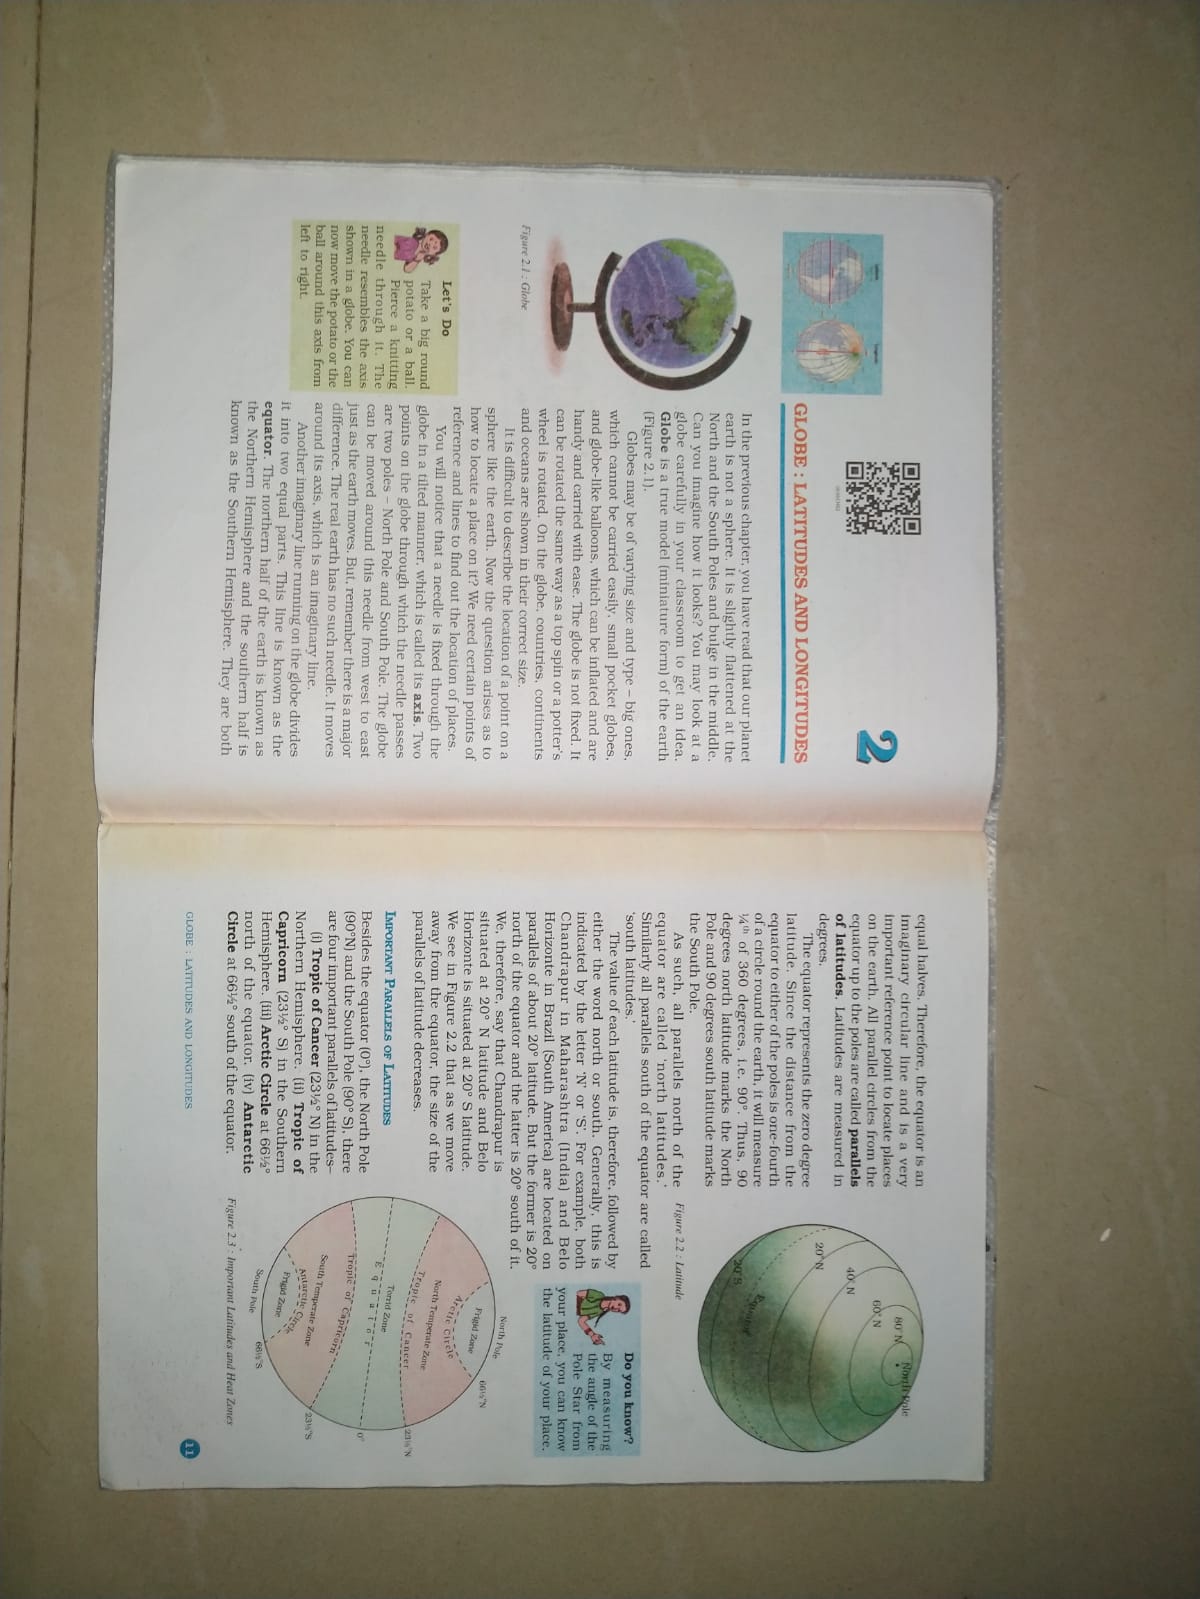 2
GLOBE : LATITUDES AND LONGITUDES
In the previous chapter, you have read that our planet
earth is not a sphere. It is slightly flattened at the
North and the South Poles and bulge in the middle.
Can you imagine how it looks? You may look at a
globe carefully in your classroom to get an idea.
Globe is a true model (miniature form) of the earth
(Figure 2.1).
Globes may be of varying size and type – big ones,
which cannot be carried easily, small pocket globes,
and globe-like balloons, which can be inflated and are
handy and carried with ease. The globe is not fixed. It
can be rotated the same way as a top spin or a potter's
wheel is rotated. On the globe, countries, continents
and oceans are shown in their correct size.
It is difficult to describe the location of a point on a
sphere like the earth. Now the question arises as to
how to locate a place on it? We need certain points of
reference and lines to find out the location of places.
You will notice that a needle is fixed through the
globe in a tilted manner, which is called its axis. Two
points on the globe through which the needle passes
are two poles – North Pole and South Pole. The globe
can be moved around this needle from west to east
just as the earth moves. But, remember there is a major
difference. The real earth has no such needle. It moves
around its axis, which is an imaginary line.
Another imaginary line running on the globe divides
it into two equal parts. This line is known as the
equator. The northern half of the earth is known as
the Northern Hemisphere and the southern half is
known as the Southern Hemisphere. They are both
Figure 2.1 : Globe
Let's Do
Take a big round
potato or a ball.
Pierce a knitting
needle through it. The
needle resembles the axis
shown in a globe. You can
now move the potato or the
ball around this axis from
left to right.
equal halves. Therefore, the equator is an
imaginary circular line and is a very
important reference point to locate places
on the earth. All parallel circles from the
equator up to the poles are called parallels
of latitudes. Latitudes are measured in
degrees.
The equator represents the zero degree
latitude. Since the distance from the
equator to either of the poles is one-fourth
of a circle round the earth, it will measure
¼th of 360 degrees, i.e. 90°. Thus, 90
degrees north latitude marks the North
Pole and 90 degrees south latitude marks
the South Pole.
As such, all parallels north of the
equator are called 'north latitudes.'
Similarly all parallels south of the equator are called
'south latitudes.'
The value of each latitude is, therefore, followed by
either the word north or south. Generally, this is
indicated by the letter 'N' or 'S'. For example, both
Chandrapur in Maharashtra (India) and Belo
Horizonte in Brazil (South America) are located on
parallels of about 20° latitude. But the former is 20°
north of the equator and the latter is 20° south of it.
We, therefore, say that Chandrapur is
situated at 20° N latitude and Belo
Horizonte is situated at 20° S latitude.
We see in Figure 2.2 that as we move
away from the equator, the size of the
parallels of latitude decreases.
IMPORTANT PARALLELS OF LATITUDES
Besides the equator (0°), the North Pole
(90°N) and the South Pole (90° S), there
are four important parallels of latitudes–
(i) Tropic of Cancer (23½° N) in the
Northern Hemisphere. (ii) Tropic of
Capricorn (23½° S) in the Southern
Hemisphere. (iii) Arctic Circle at 66½°
north of the equator. (iv) Antarctic
Circle at 66½° south of the equator.
North Pole
80° N
60° N
40° N
20° N
Equator
20° S
Figure 2.2 : Latitude
Do you know?
By measuring
the angle of the
Pole Star from
your place, you can know
the latitude of your place.
North Pole
66½°N
Frigid Zone
Arctic Circle
North Temperate Zone
Tropic of Cancer
23½°N
Torrid Zone
Equator
0°
Tropic of Capricorn
South Temperate Zone
23½°S
Antarctic Circle
Frigid Zone
South Pole
66½°S
Figure 2.3 : Important Latitudes and Heat Zones
GLOBE : LATITUDES AND LONGITUDES
11